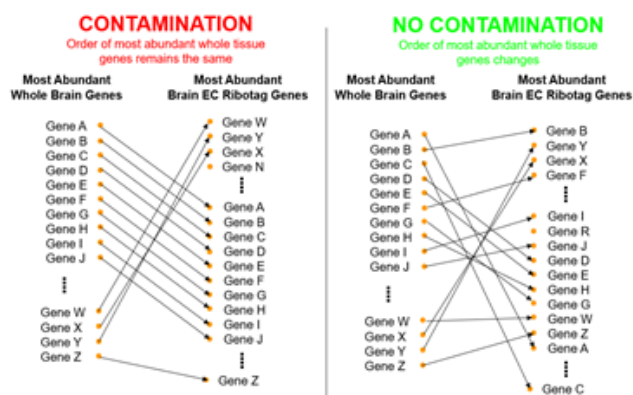 CONTAMINATION
Order of most abundant whole tissue
genes remains the same
Most Abundant
Whole Brain Genes
Most Abundant
Brain EC Ribotag Genes
Gene A
Gene B
Gene C
Gene D
Gene E
Gene F
Gene G
Gene H
Gene I
Gene J
Gene W
Gene X
Gene Y
Gene Z
Gene W
Gene Y
Gene X
Gene N
Gene A
Gene B
Gene C
Gene D
Gene E
Gene F
Gene G
Gene H
Gene I
Gene J
Gene Z
NO CONTAMINATION
Order of most abundant whole tissue
genes changes
Most Abundant
Whole Brain Genes
Most Abundant
Brain EC Ribotag Genes
Gene A
Gene B
Gene C
Gene D
Gene E
Gene F
Gene G
Gene H
Gene I
Gene J
Gene W
Gene X
Gene Y
Gene Z
Gene B
Gene Y
Gene X
Gene F
Gene I
Gene R
Gene J
Gene D
Gene E
Gene H
Gene G
Gene W
Gene Z
Gene A
Gene C